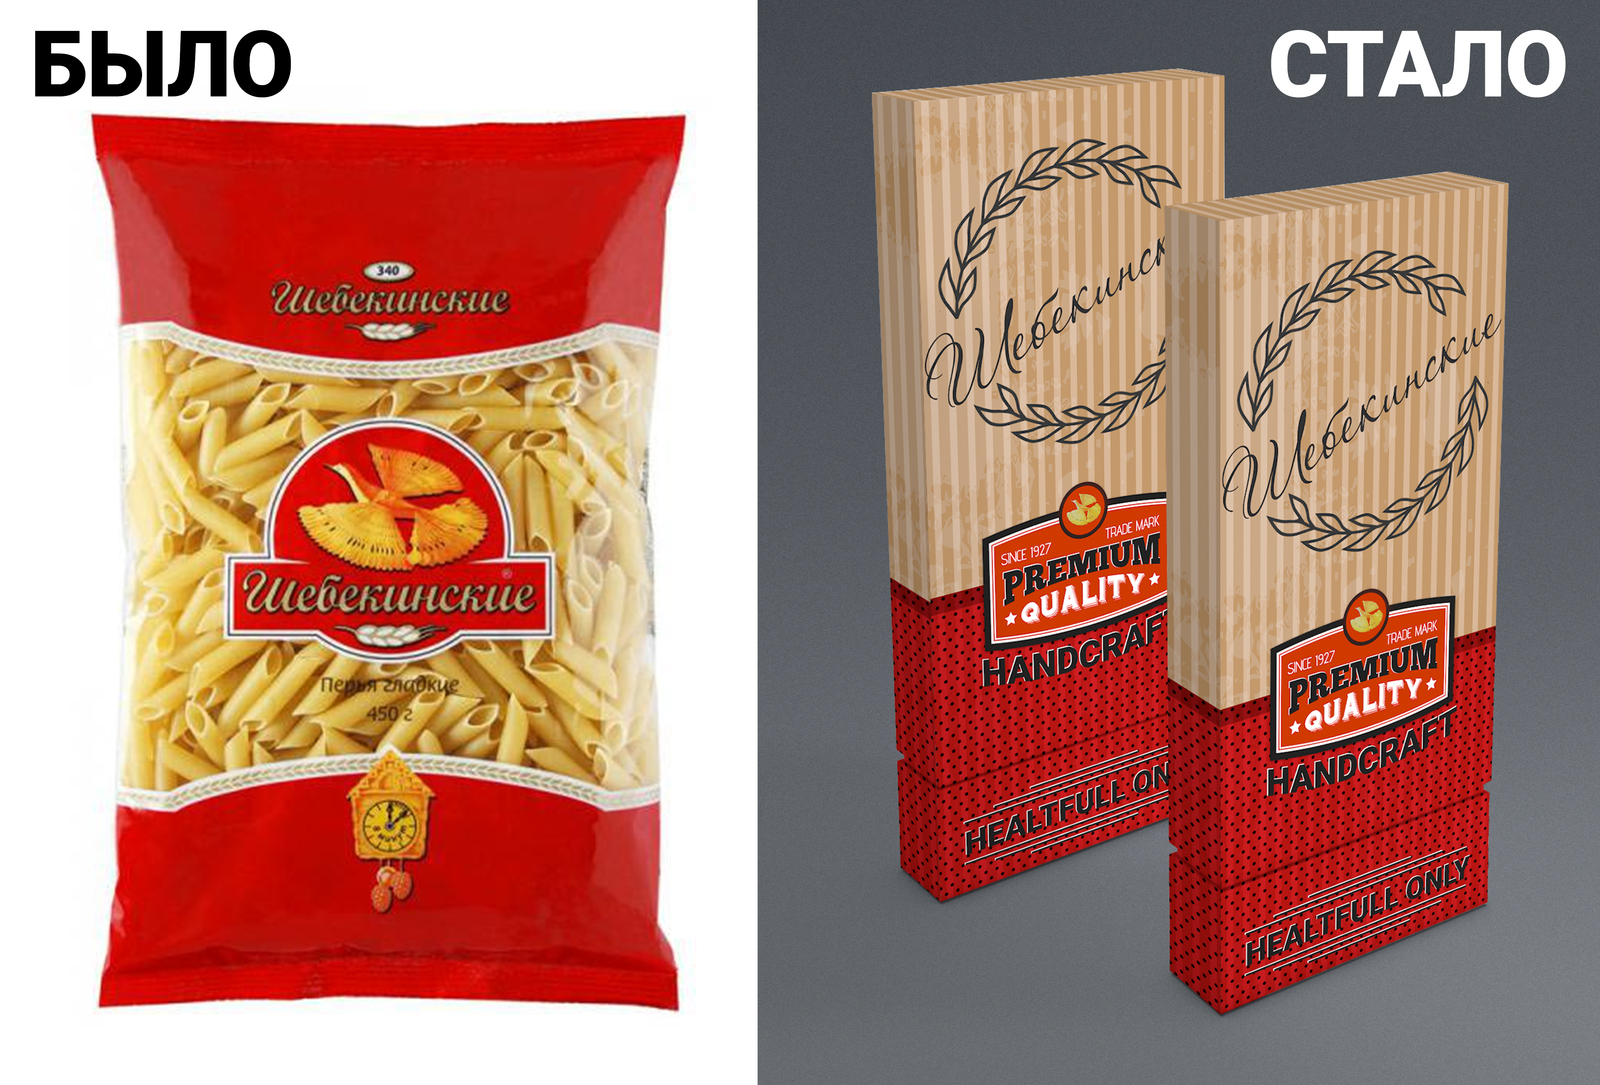 БЫЛО
340
Шебекинские
Шебекинские
®
Перья гладкие
450 г
СТАЛО
Шебекинск
SINCE 1927
TRADE MARK
PREMIUM
QUALITY
HANDCRAFT
HEALTFULL ON
Шебекинские
SINCE 1927
TRADE MARK
PREMIUM
QUALITY
HANDCRAFT
HEALTFULL ONLY